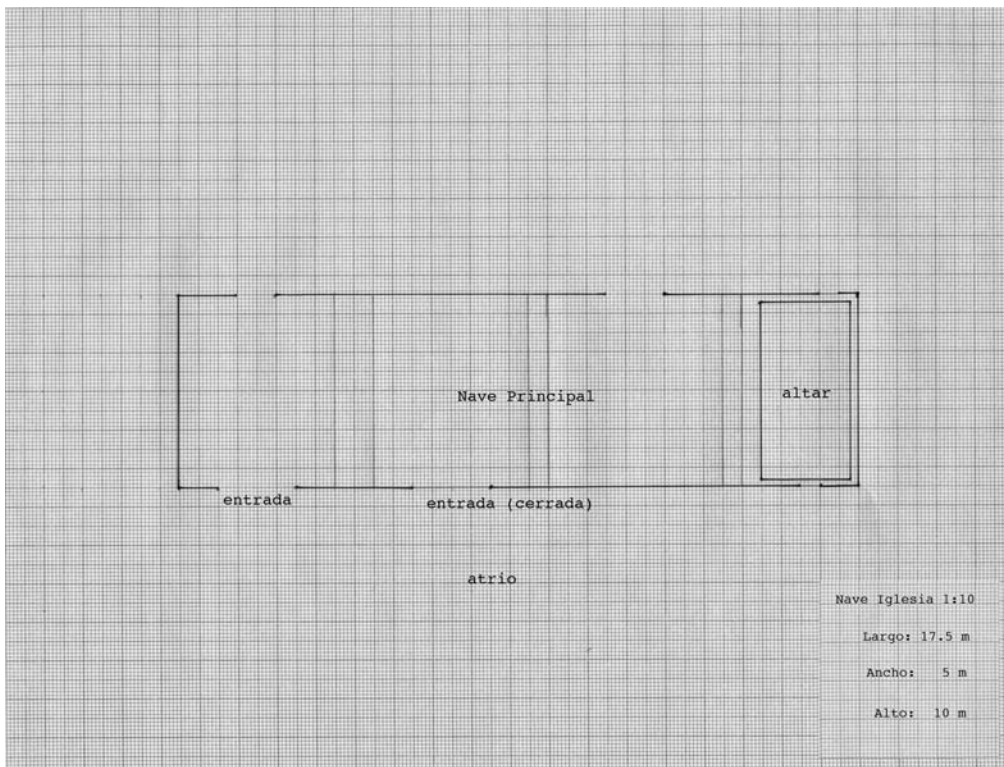 Nave Principal
altar
entrada
entrada (cerrada)
atrio
Nave Iglesia 1:10
Largo: 17.5 m
Ancho: 5 m
Alto: 10 m